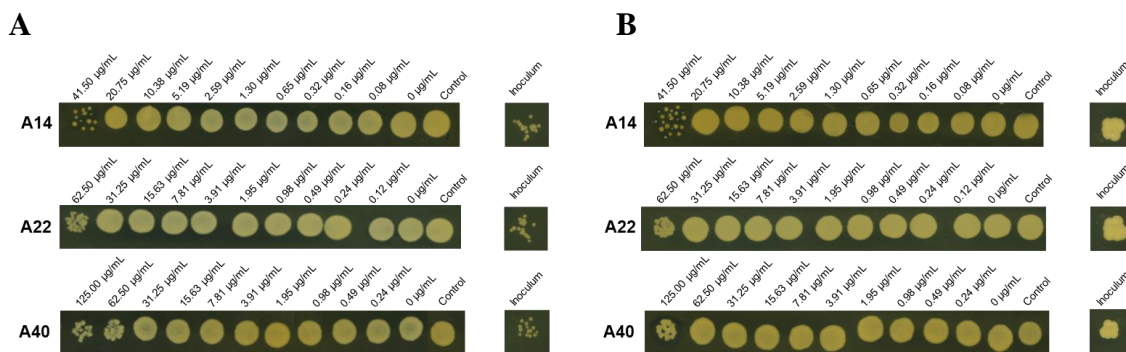 A B
41.50 µg/mL 20.75 µg/mL 10.38 µg/mL 5.19 µg/mL 2.59 µg/mL 1.30 µg/mL 0.65 µg/mL 0.32 µg/mL 0.16 µg/mL 0.08 µg/mL 0 µg/mL Control Inoculum
A14
62.50 µg/mL 31.25 µg/mL 15.63 µg/mL 7.81 µg/mL 3.91 µg/mL 1.95 µg/mL 0.98 µg/mL 0.49 µg/mL 0.24 µg/mL 0.12 µg/mL 0 µg/mL Control Inoculum
A22
125.00 µg/mL 62.50 µg/mL 31.25 µg/mL 15.63 µg/mL 7.81 µg/mL 3.91 µg/mL 1.95 µg/mL 0.98 µg/mL 0.49 µg/mL 0.24 µg/mL 0 µg/mL Control Inoculum
A40
41.50 µg/mL 20.75 µg/mL 10.38 µg/mL 5.19 µg/mL 2.59 µg/mL 1.30 µg/mL 0.65 µg/mL 0.32 µg/mL 0.16 µg/mL 0.08 µg/mL 0 µg/mL Control Inoculum
A14
62.50 µg/mL 31.25 µg/mL 15.63 µg/mL 7.81 µg/mL 3.91 µg/mL 1.95 µg/mL 0.98 µg/mL 0.49 µg/mL 0.24 µg/mL 0.12 µg/mL 0 µg/mL Control Inoculum
A22
125.00 µg/mL 62.50 µg/mL 31.25 µg/mL 15.63 µg/mL 7.81 µg/mL 3.91 µg/mL 1.95 µg/mL 0.98 µg/mL 0.49 µg/mL 0.24 µg/mL 0 µg/mL Control Inoculum
A40